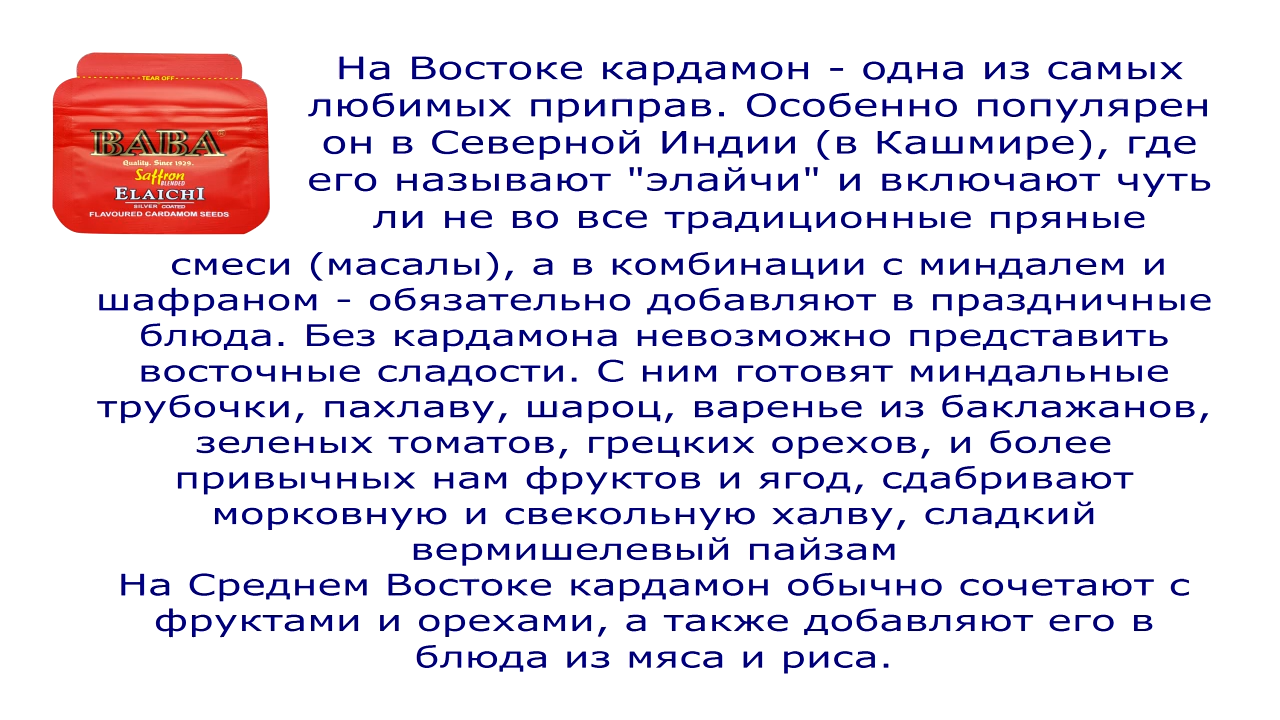 TEAR OFF
BABA
Quality. Since 1929.
Saffron
BLENDED
ELAICHI
SILVER COATED
FLAVOURED CARDAMOM SEEDS
На Востоке кардамон - одна из самых
любимых приправ. Особенно популярен
он в Северной Индии (в Кашмире), где
его называют "элайчи" и включают чуть
ли не во все традиционные пряные
смеси (масалы), а в комбинации с миндалем и
шафраном - обязательно добавляют в праздничные
блюда. Без кардамона невозможно представить
восточные сладости. С ним готовят миндальные
трубочки, пахлаву, шароц, варенье из баклажанов,
зеленых томатов, грецких орехов, и более
привычных нам фруктов и ягод, сдабривают
морковную и свекольную халву, сладкий
вермишелевый пайзам
На Среднем Востоке кардамон обычно сочетают с
фруктами и орехами, а также добавляют его в
блюда из мяса и риса.